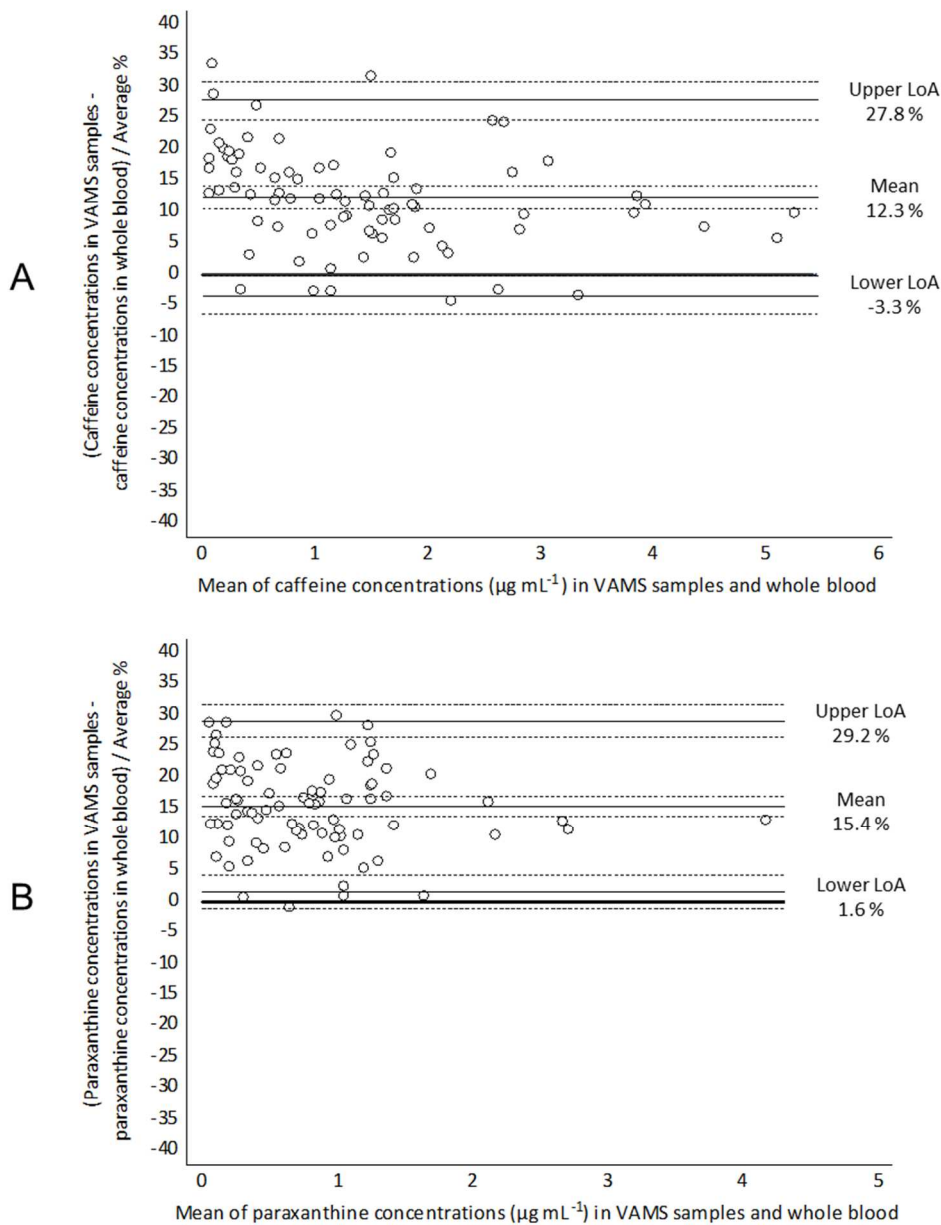 A
(Caffeine concentrations in VAMS samples -
caffeine concentrations in whole blood) / Average %
40
35
30
25
20
15
10
5
0
-5
-10
-15
-20
-25
-30
-35
-40
Upper LoA
27.8 %
Mean
12.3 %
Lower LoA
-3.3 %
0 1 2 3 4 5 6
Mean of caffeine concentrations (µg mL-1) in VAMS samples and whole blood
B
(Paraxanthine concentrations in VAMS samples -
paraxanthine concentrations in whole blood) / Average %
40
35
30
25
20
15
10
5
0
-5
-10
-15
-20
-25
-30
-35
-40
Upper LoA
29.2 %
Mean
15.4 %
Lower LoA
1.6 %
0 1 2 3 4 5
Mean of paraxanthine concentrations (µg mL-1) in VAMS samples and whole blood